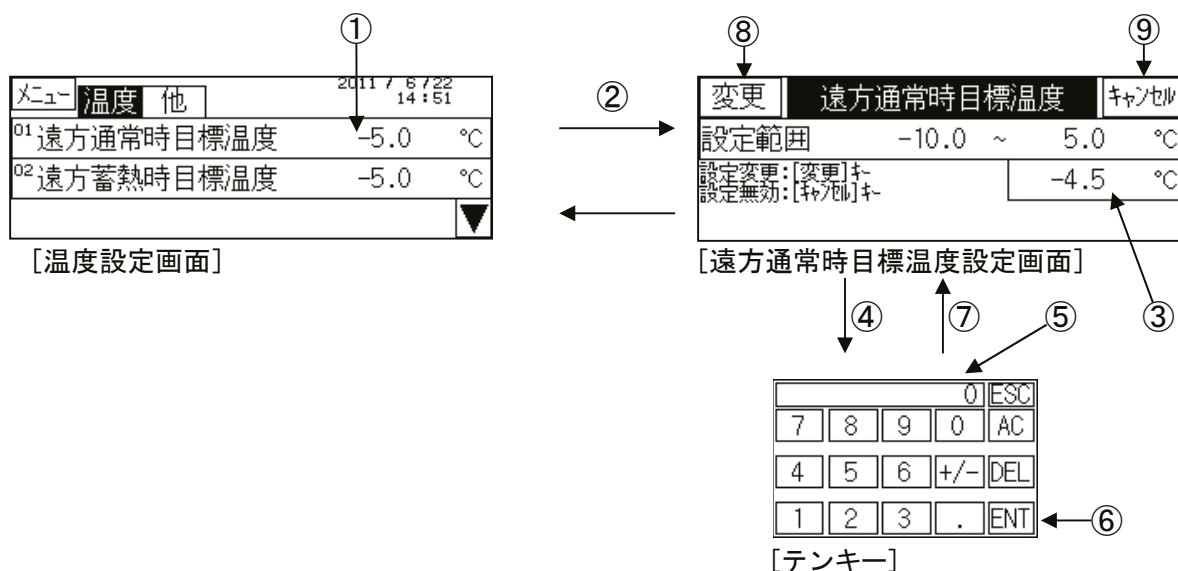 ① ⑧ ⑨
メニュー 温度 他 2011 / 6 / 22
14:51
01 遠方通常時目標温度 -5.0 ℃
02 遠方蓄熱時目標温度 -5.0 ℃
▼
[温度設定画面]
②
変更 遠方通常時目標温度 キャンセル
設定範囲 -10.0 ~ 5.0 ℃
設定変更:[変更]キー
設定無効:[キャンセル]キー
-4.5 ℃
[遠方通常時目標温度設定画面]
④ ⑦ ⑤ ③
0 ESC
7 8 9 0 AC
4 5 6 +/- DEL
1 2 3 . ENT ⑥
[テンキー]